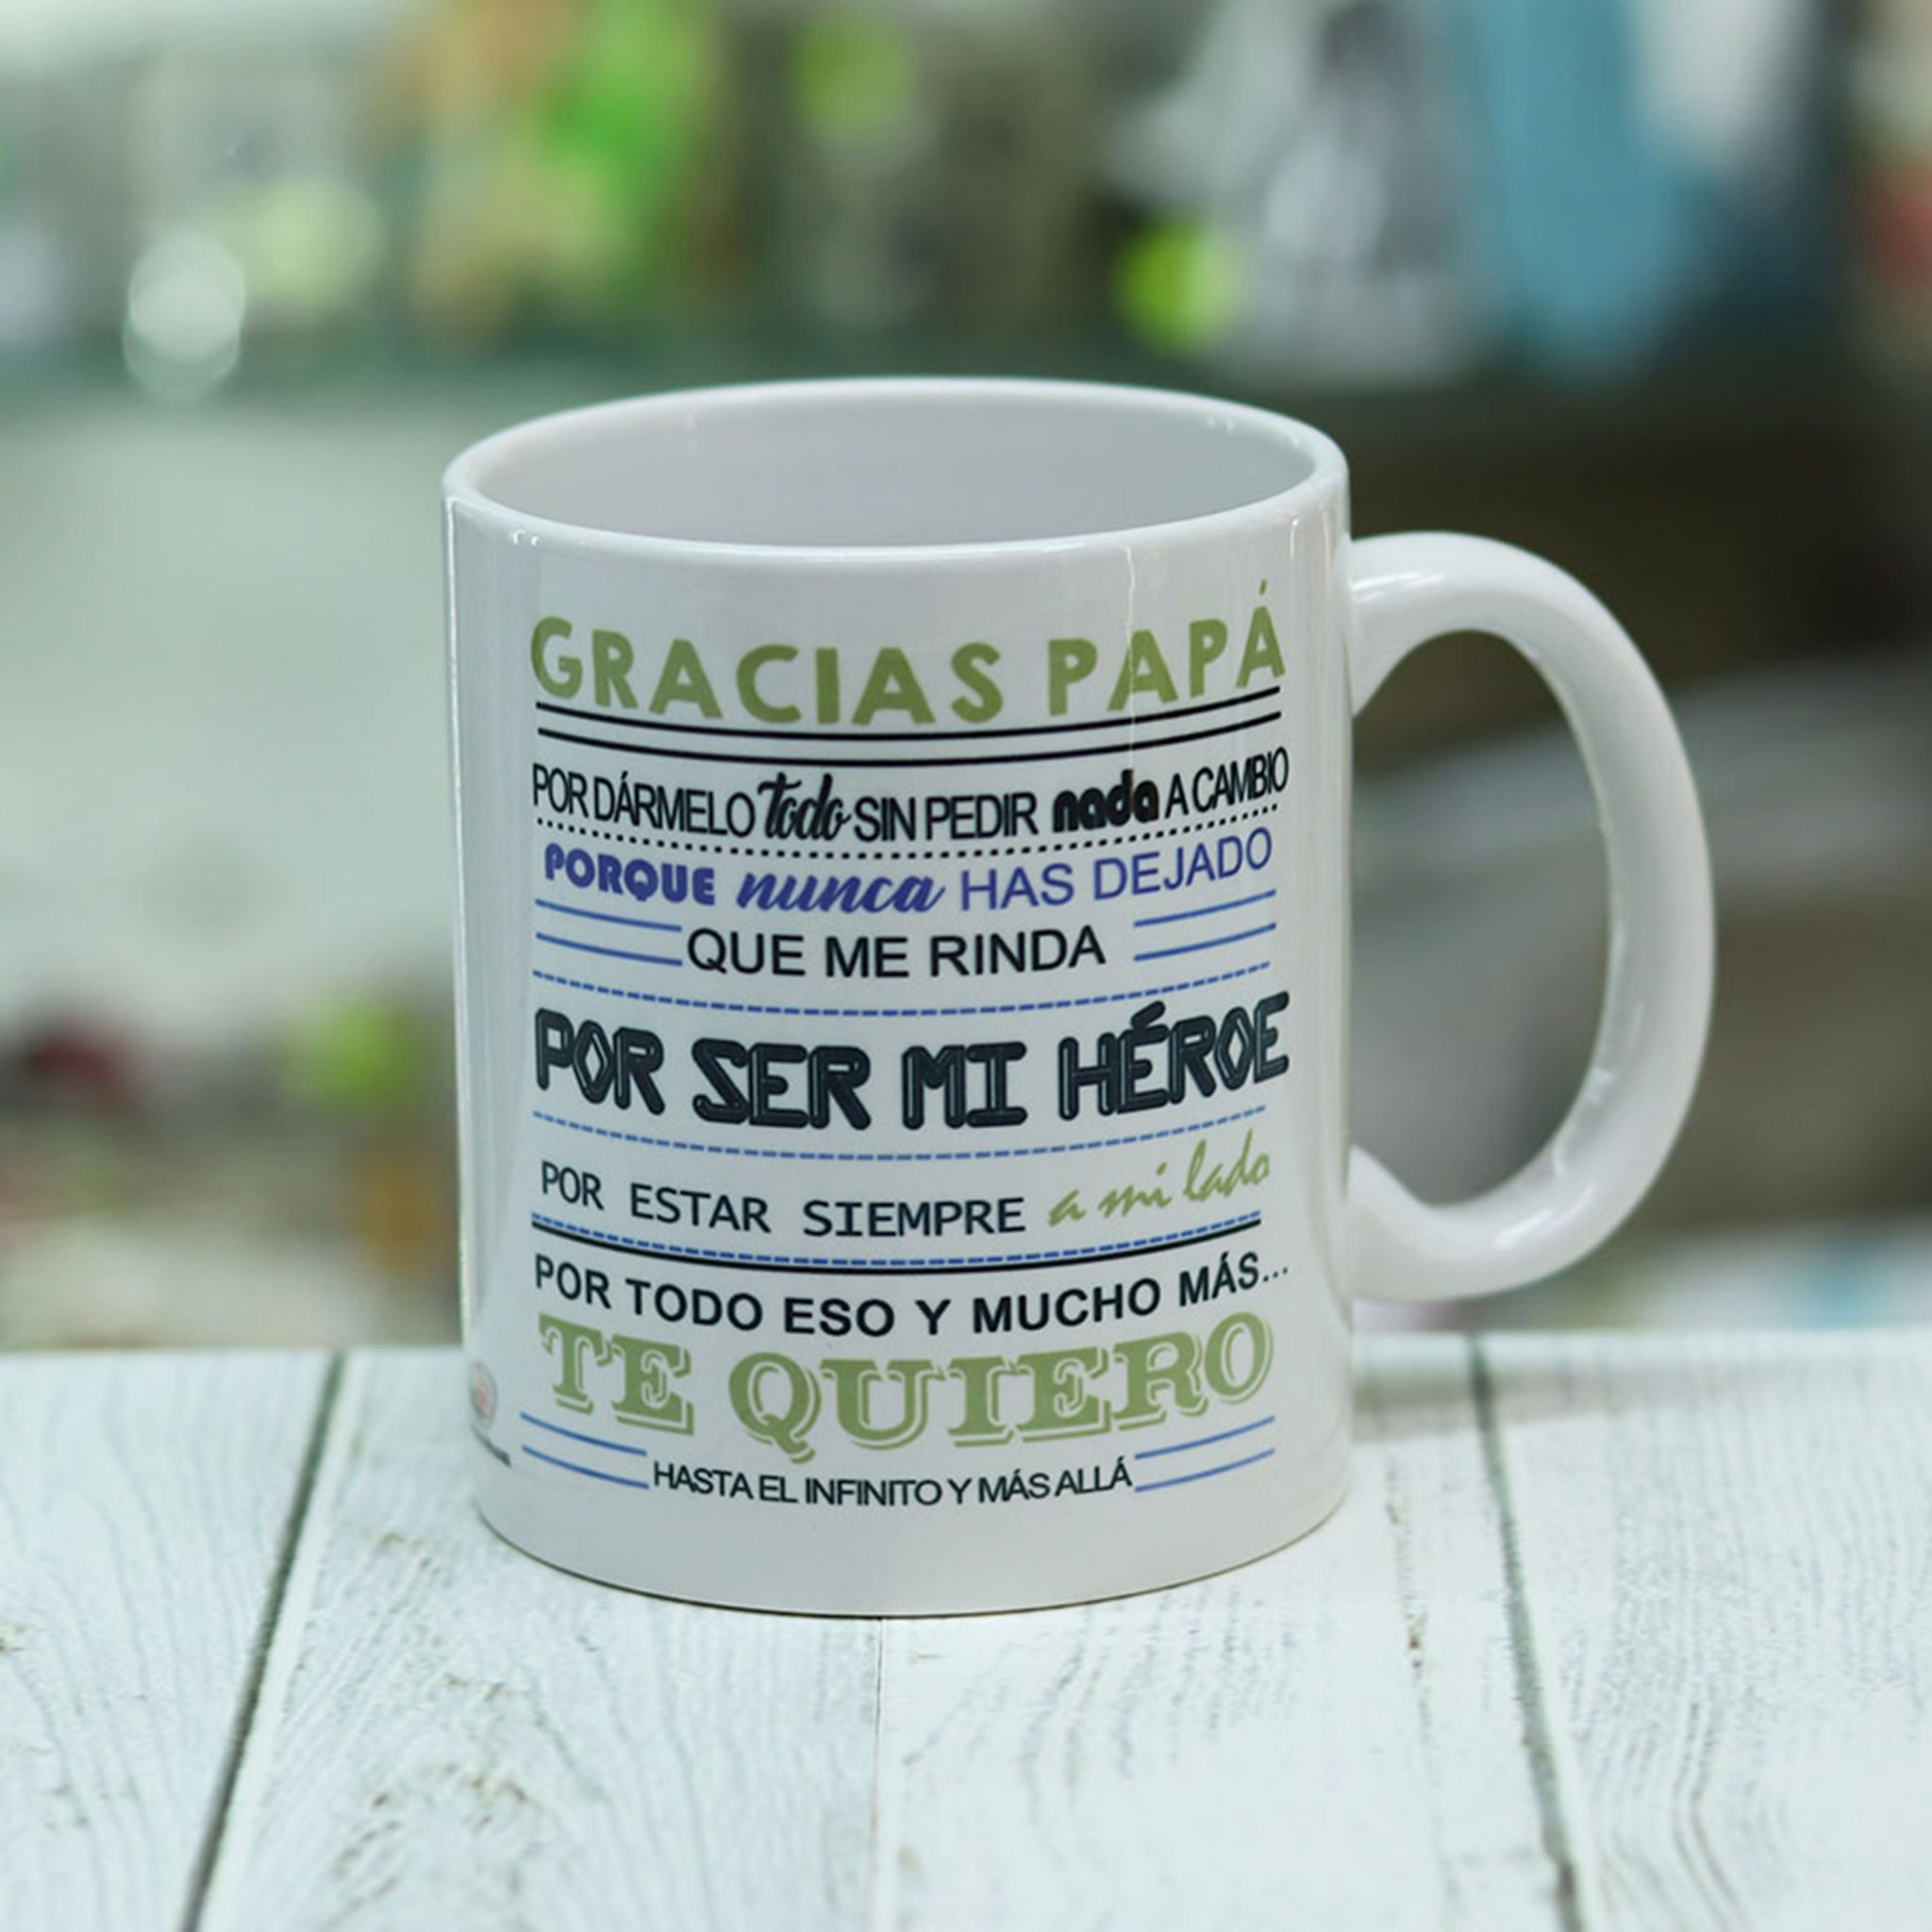 GRACIAS PAPÁ
POR DÁRMELO todo SIN PEDIR nada A CAMBIO
PORQUE nunca HAS DEJADO
QUE ME RINDA
POR SER MI HÉROE
POR ESTAR SIEMPRE a mi lado
POR TODO ESO Y MUCHO MÁS...
TE QUIERO
HASTA EL INFINITO Y MÁS ALLÁ